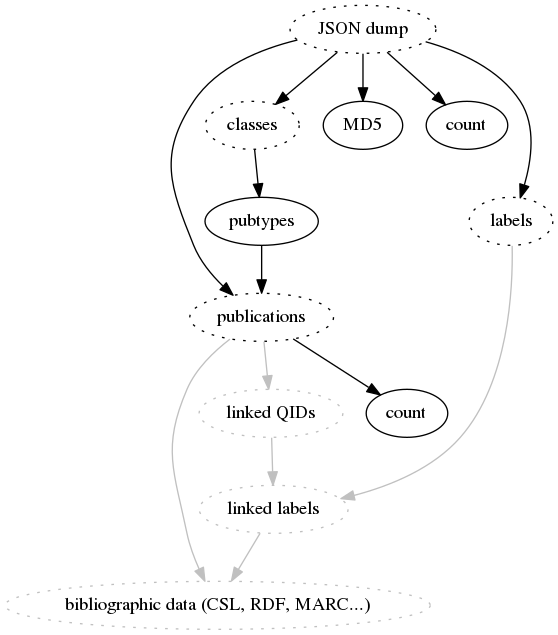 JSON dump
classes
MD5
count
pubtypes
labels
publications
linked QIDs
count
linked labels
bibliographic data (CSL, RDF, MARC...)